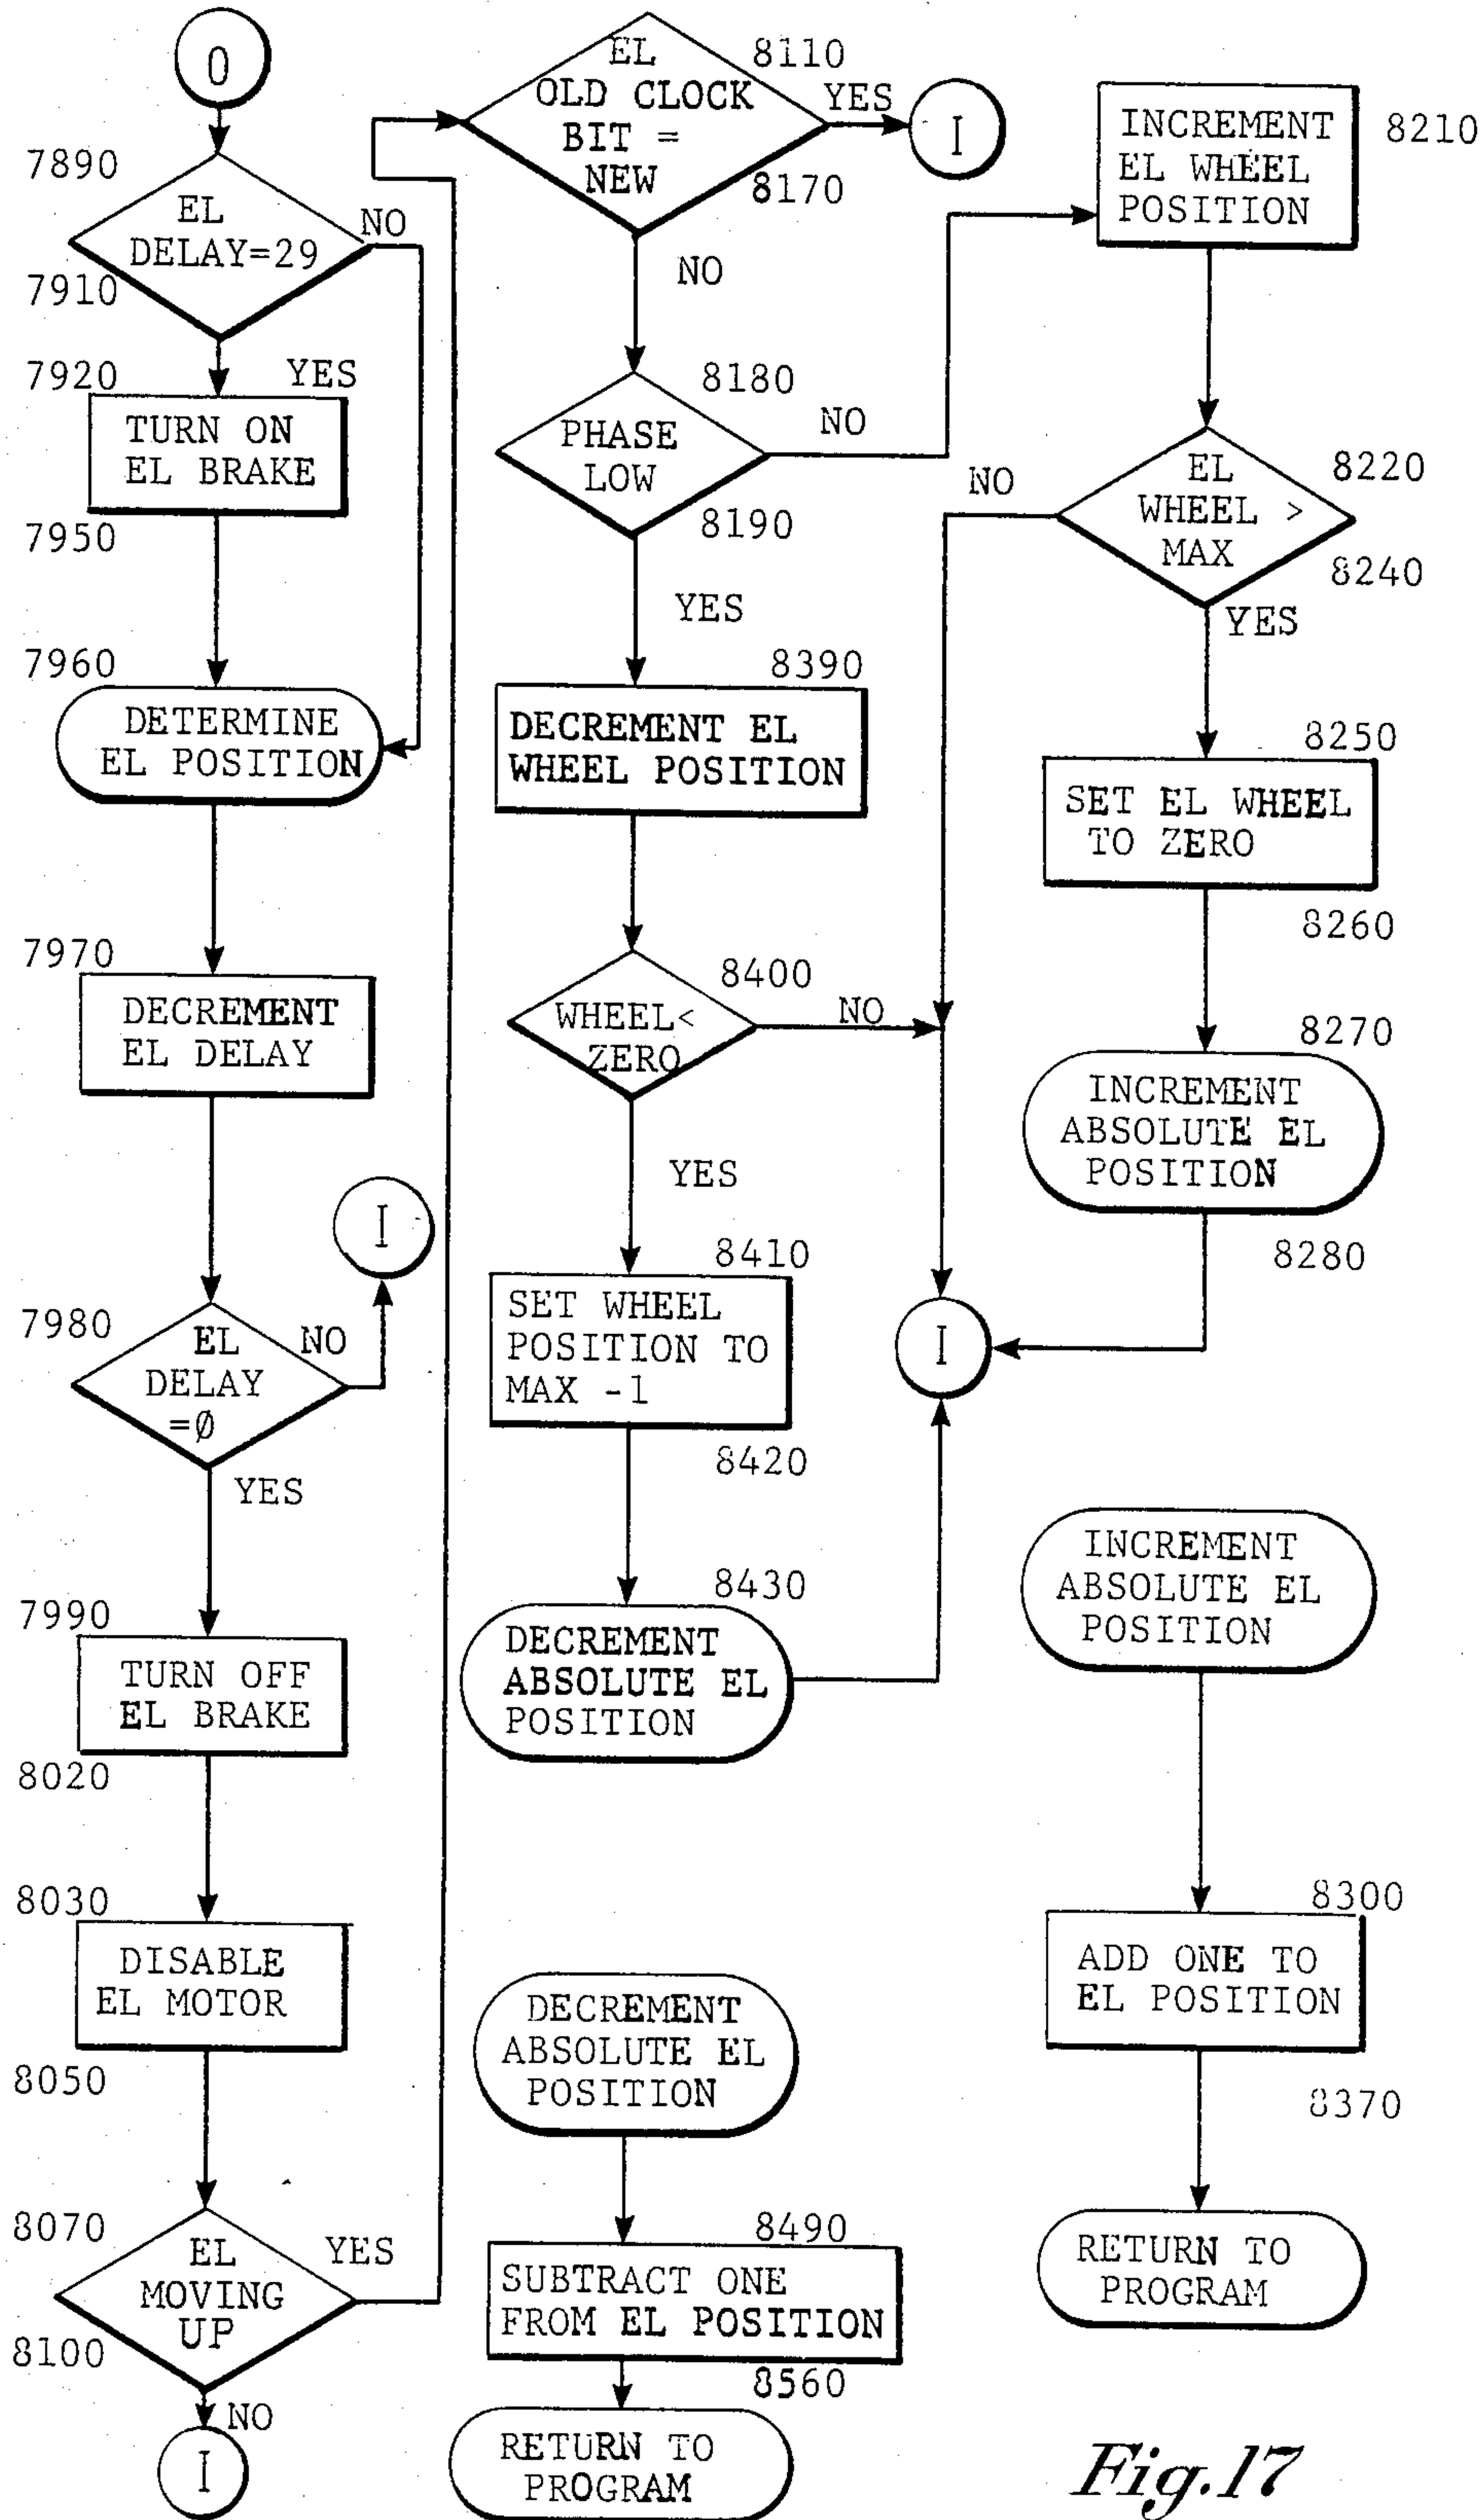 O
7890
EL
DELAY=29
NO
7910
7920
YES
TURN ON
EL BRAKE
7950
7960
DETERMINE
EL POSITION
7970
DECREMENT
EL DELAY
I
7980
EL
DELAY
=Ø
NO
YES
7990
TURN OFF
EL BRAKE
8020
8030
DISABLE
EL MOTOR
8050
8070
EL
MOVING
UP
YES
8100
NO
I
EL
OLD CLOCK
BIT =
NEW
8110
YES
I
8170
NO
8180
PHASE
LOW
NO
8190
YES
8390
DECREMENT EL
WHEEL POSITION
8400
WHEEL<
ZERO
NO
YES
8410
SET WHEEL
POSITION TO
MAX -1
8420
8430
DECREMENT
ABSOLUTE EL
POSITION
DECREMENT
ABSOLUTE EL
POSITION
8490
SUBTRACT ONE
FROM EL POSITION
8560
RETURN TO
PROGRAM
INCREMENT
EL WHEEL
POSITION
8210
NO
EL
WHEEL >
MAX
8220
8240
YES
8250
SET EL WHEEL
TO ZERO
8260
8270
INCREMENT
ABSOLUTE EL
POSITION
8280
I
INCREMENT
ABSOLUTE EL
POSITION
8300
ADD ONE TO
EL POSITION
8370
RETURN TO
PROGRAM
Fig.17